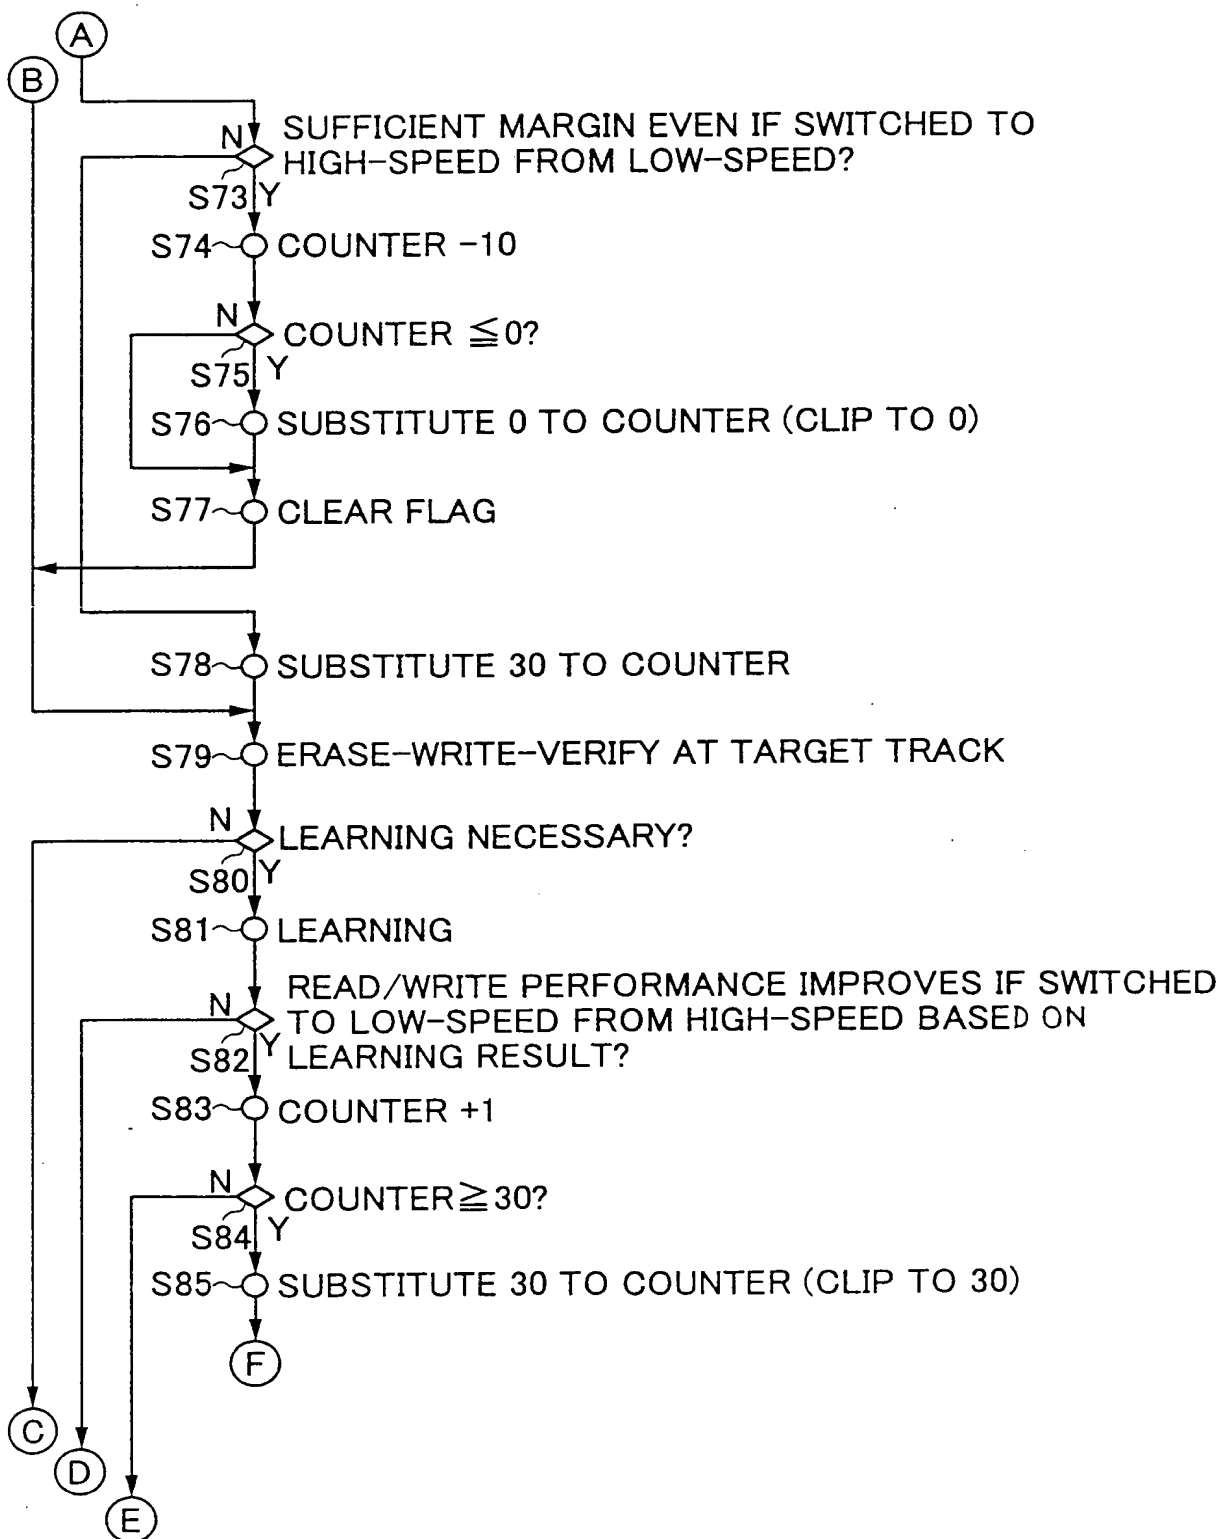 A
B
N
SUFFICIENT MARGIN EVEN IF SWITCHED TO
HIGH-SPEED FROM LOW-SPEED?
S73
Y
S74
COUNTER -10
N
COUNTER ≦0?
S75
Y
S76
SUBSTITUTE 0 TO COUNTER (CLIP TO 0)
S77
CLEAR FLAG
S78
SUBSTITUTE 30 TO COUNTER
S79
ERASE-WRITE-VERIFY AT TARGET TRACK
N
LEARNING NECESSARY?
S80
Y
S81
LEARNING
READ/WRITE PERFORMANCE IMPROVES IF SWITCHED
N
TO LOW-SPEED FROM HIGH-SPEED BASED ON
S82
Y
LEARNING RESULT?
S83
COUNTER +1
N
COUNTER≧30?
S84
Y
S85
SUBSTITUTE 30 TO COUNTER (CLIP TO 30)
F
C
D
E